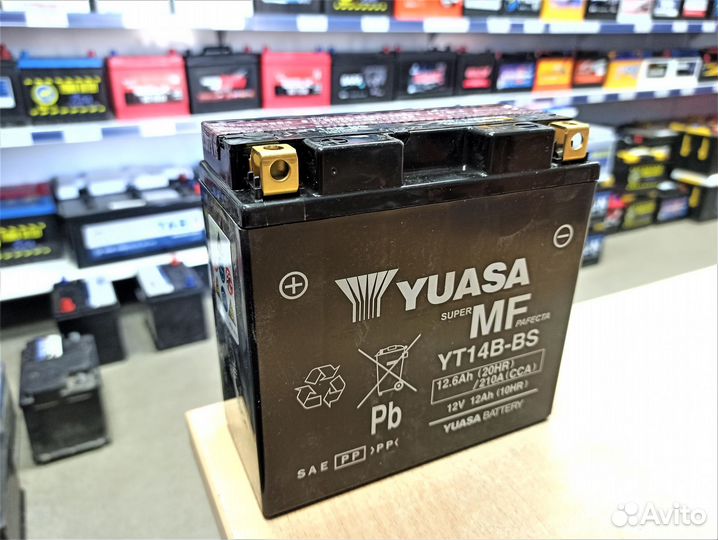 +
−
YUASA
SUPER MF PAFECTA
YT14B-BS
12.6Ah (20HR)
/210A(CCA)
12V 12Ah (10HR)
YUASA BATTERY
Pb
SAE >PP< )PP(
Avito